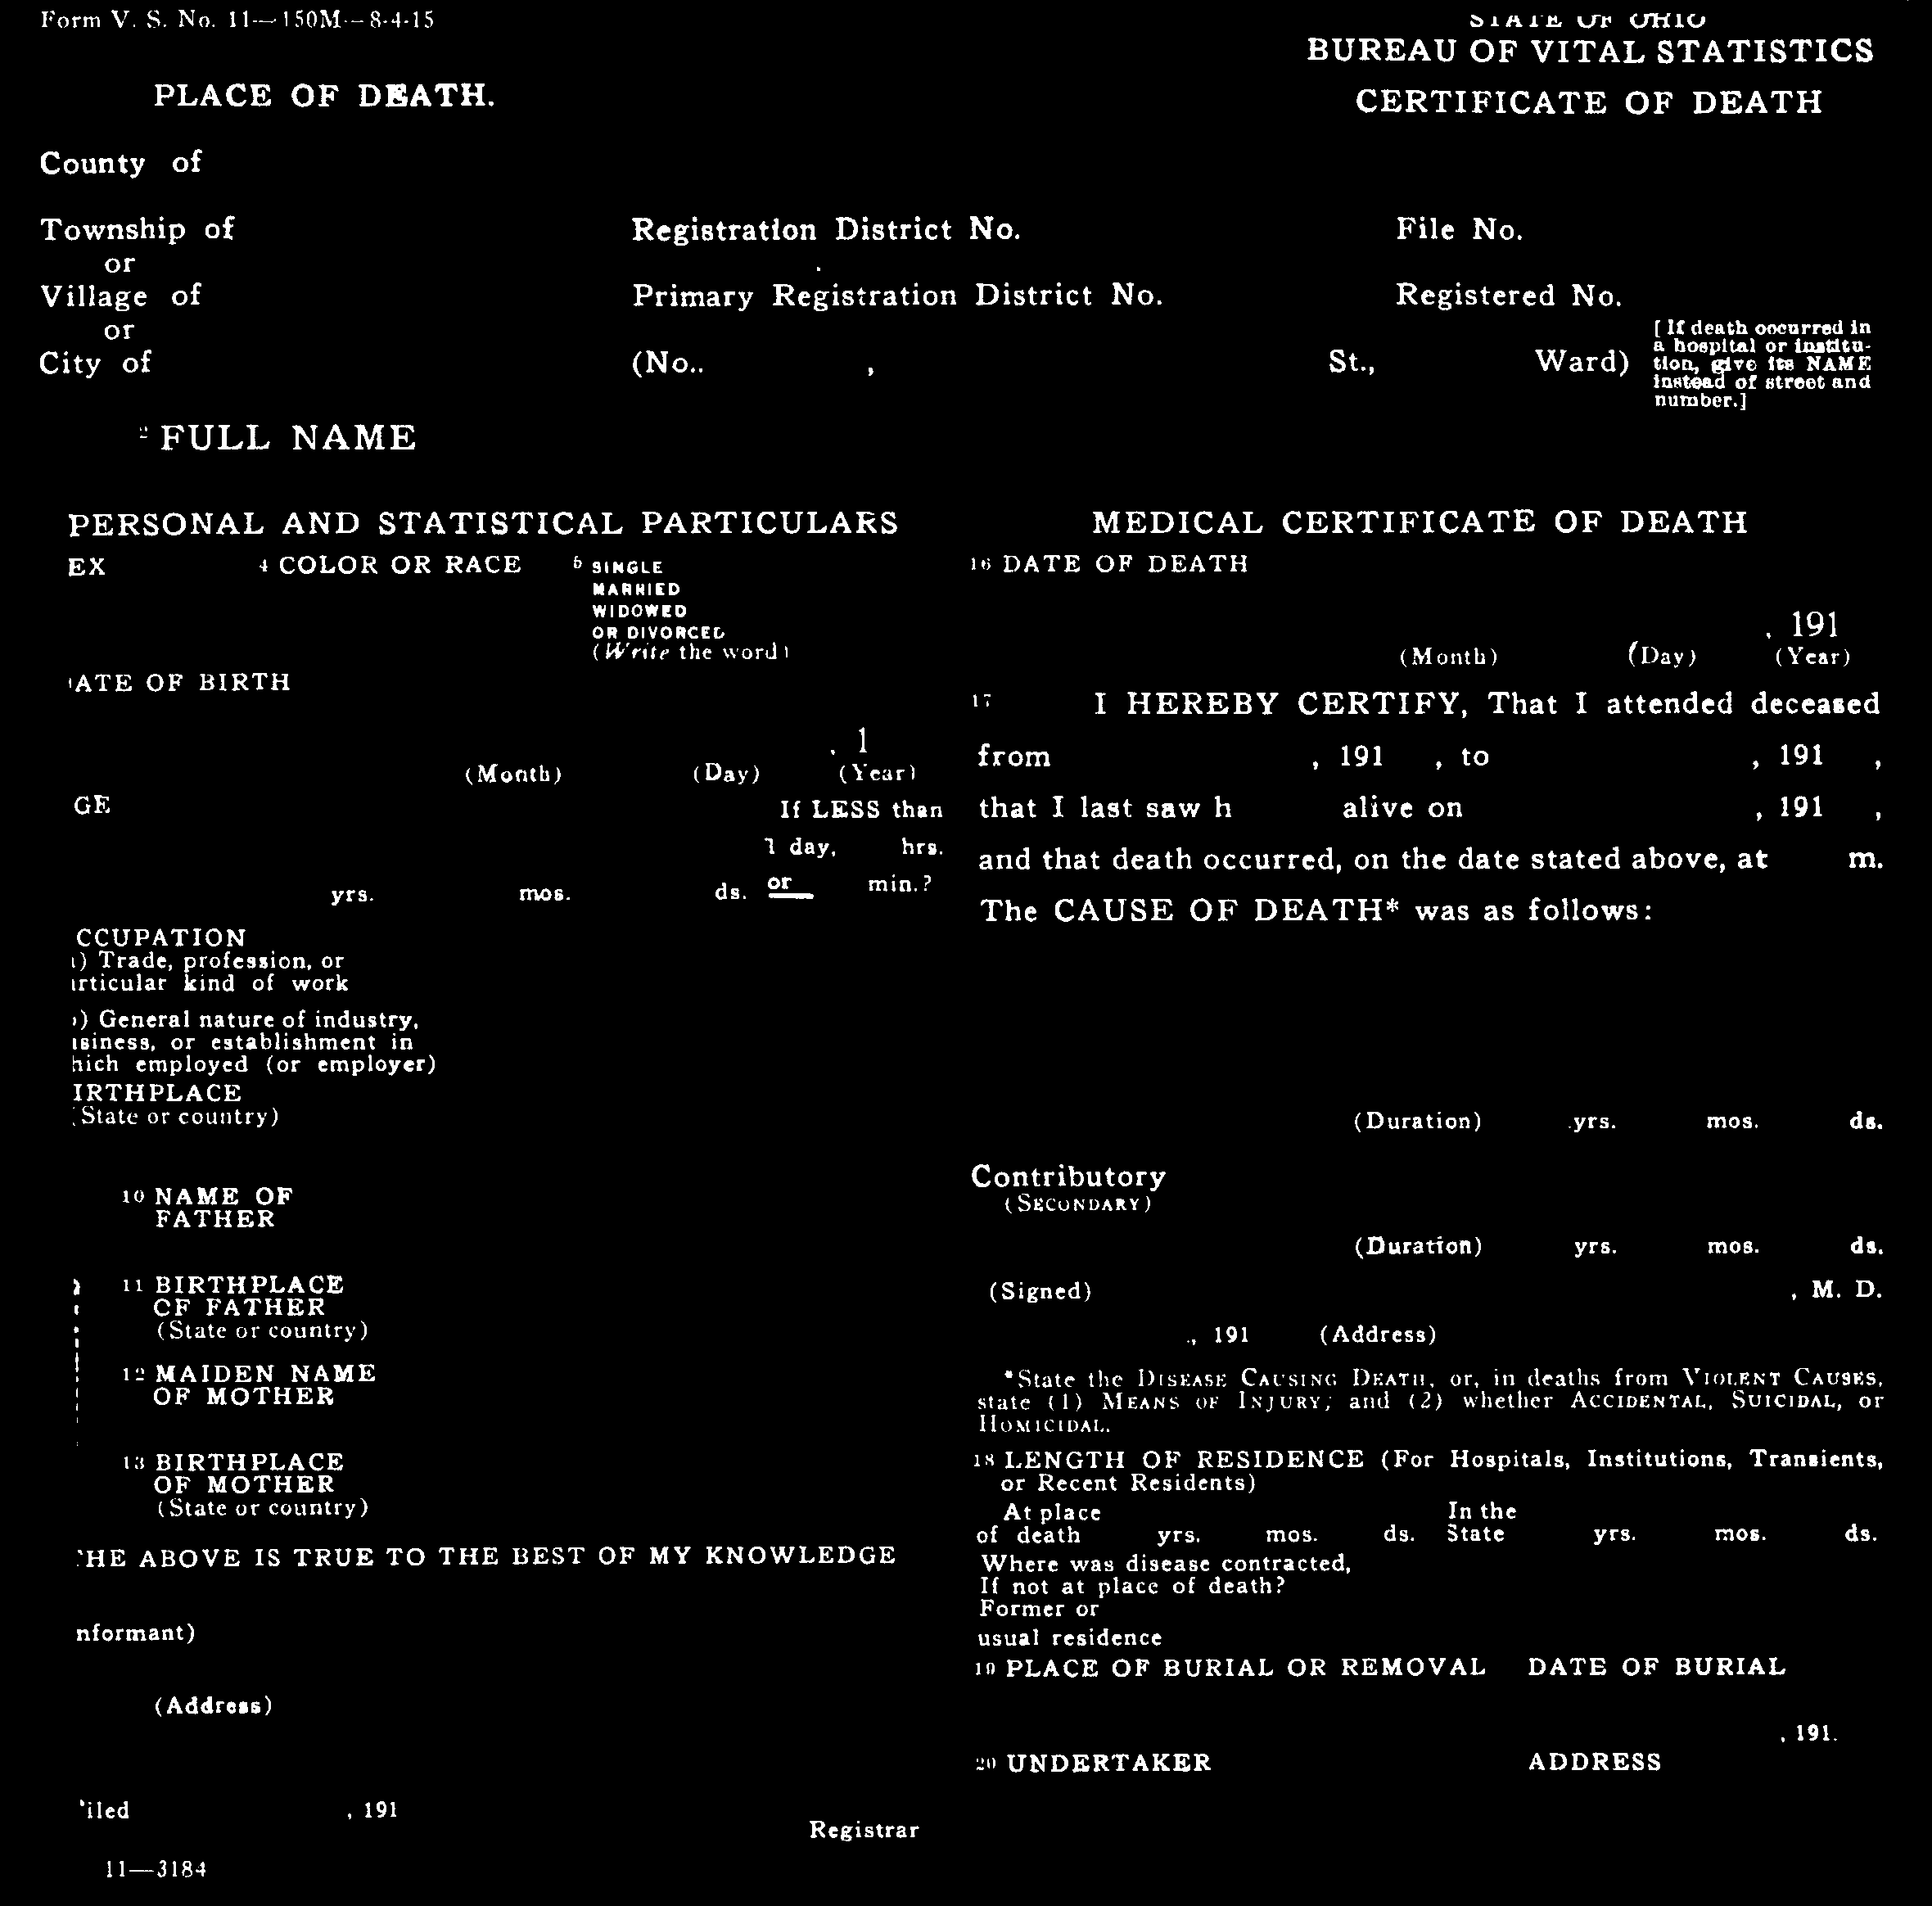 Form V. S. No. 11—150M—8-4-15
STATE OF OHIO
BUREAU OF VITAL STATISTICS
CERTIFICATE OF DEATH
PLACE OF DEATH.
County of
Township of
or
Village of
or
City of
Registration District No.
File No.
Primary Registration District No.
Registered No.
(No.. , St., Ward)
[If death occurred in
a hospital or institu-
tion, give its NAME
instead of street and
number.]
2 FULL NAME
PERSONAL AND STATISTICAL PARTICULARS
EX 4 COLOR OR RACE
5 SINGLE
MARRIED
WIDOWED
OR DIVORCED
(Write the word)
ATE OF BIRTH
, 1
(Month) (Day) (Year)
GE
If LESS than
1 day, hrs.
yrs. mos. ds. or min.?
CCUPATION
) Trade, profession, or
rticular kind of work
) General nature of industry,
siness, or establishment in
hich employed (or employer)
IRTHPLACE
(State or country)
10 NAME OF
FATHER
11 BIRTHPLACE
OF FATHER
(State or country)
12 MAIDEN NAME
OF MOTHER
13 BIRTHPLACE
OF MOTHER
(State or country)
HE ABOVE IS TRUE TO THE BEST OF MY KNOWLEDGE
nformant)
(Address)
iled , 191
Registrar
11—3184
MEDICAL CERTIFICATE OF DEATH
16 DATE OF DEATH
, 191
(Month) (Day) (Year)
17 I HEREBY CERTIFY, That I attended deceased
from , 191 , to , 191 ,
that I last saw h alive on , 191 ,
and that death occurred, on the date stated above, at m.
The CAUSE OF DEATH* was as follows:
(Duration) yrs. mos. ds.
Contributory
(SECONDARY)
(Duration) yrs. mos. ds.
(Signed) , M. D.
., 191 (Address)
*State the DISEASE CAUSING DEATH, or, in deaths from VIOLENT CAUSES,
state (1) MEANS OF INJURY; and (2) whether ACCIDENTAL, SUICIDAL, or
HOMICIDAL.
18 LENGTH OF RESIDENCE (For Hospitals, Institutions, Transients,
or Recent Residents)
At place In the
of death yrs. mos. ds. State yrs. mos. ds.
Where was disease contracted,
If not at place of death?
Former or
usual residence
19 PLACE OF BURIAL OR REMOVAL DATE OF BURIAL
, 191.
20 UNDERTAKER ADDRESS